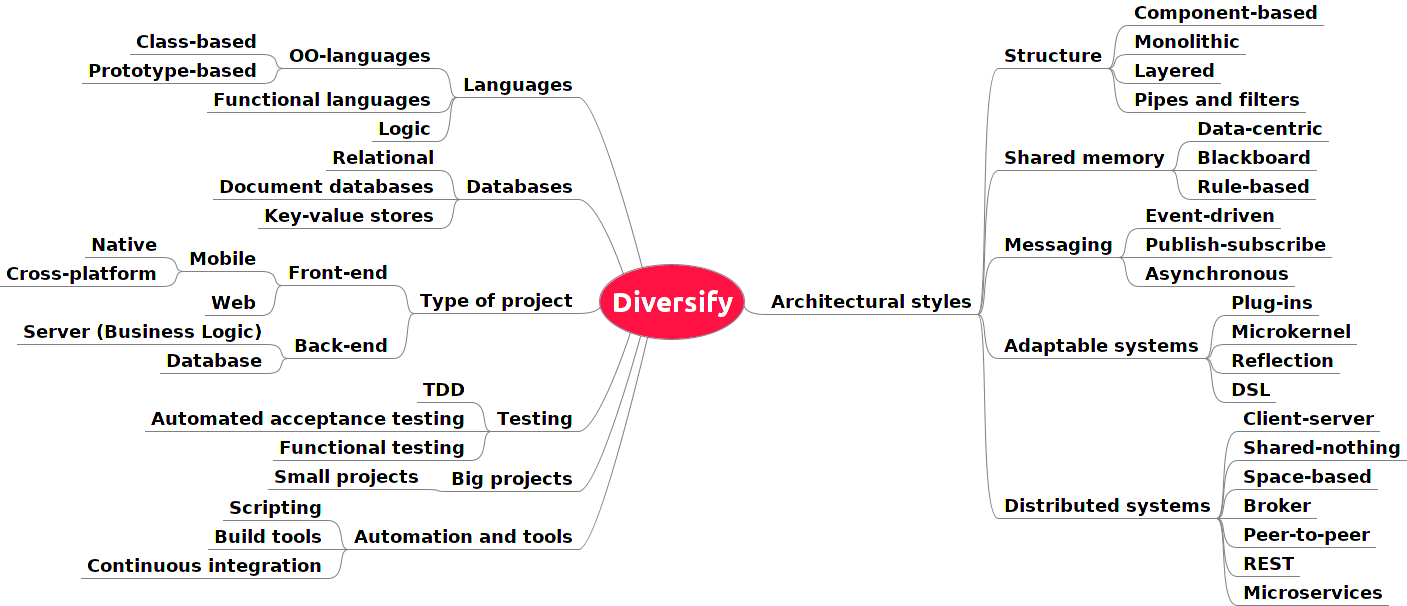 Diversify
Languages
OO-languages
Class-based
Prototype-based
Functional languages
Logic
Databases
Relational
Document databases
Key-value stores
Type of project
Front-end
Mobile
Native
Cross-platform
Web
Back-end
Server (Business Logic)
Database
Testing
TDD
Automated acceptance testing
Functional testing
Big projects
Small projects
Automation and tools
Scripting
Build tools
Continuous integration
Architectural styles
Structure
Component-based
Monolithic
Layered
Pipes and filters
Shared memory
Data-centric
Blackboard
Rule-based
Messaging
Event-driven
Publish-subscribe
Asynchronous
Adaptable systems
Plug-ins
Microkernel
Reflection
DSL
Distributed systems
Client-server
Shared-nothing
Space-based
Broker
Peer-to-peer
REST
Microservices